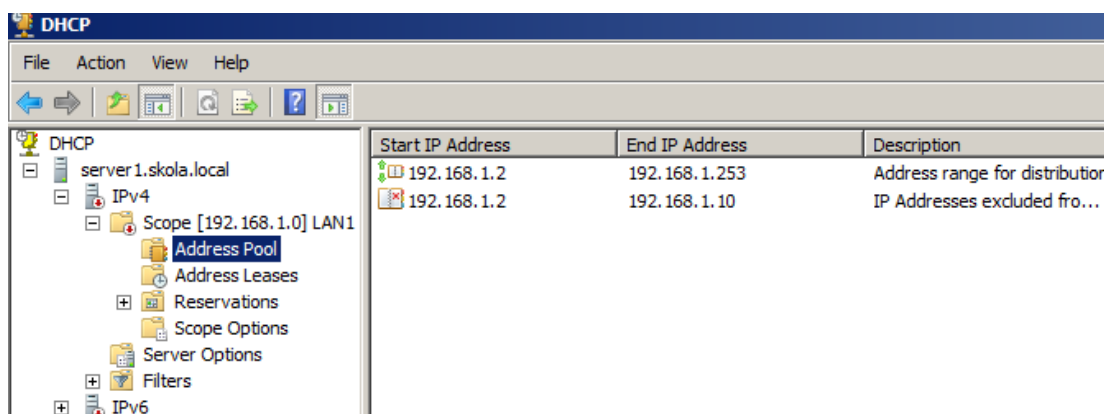 DHCP
File Action View Help
DHCP
server1.skola.local
IPv4
Scope [192.168.1.0] LAN1
Address Pool
Address Leases
Reservations
Scope Options
Server Options
Filters
IPv6
Start IP Address End IP Address Description
192.168.1.2 192.168.1.253 Address range for distribution
192.168.1.2 192.168.1.10 IP Addresses excluded fro...